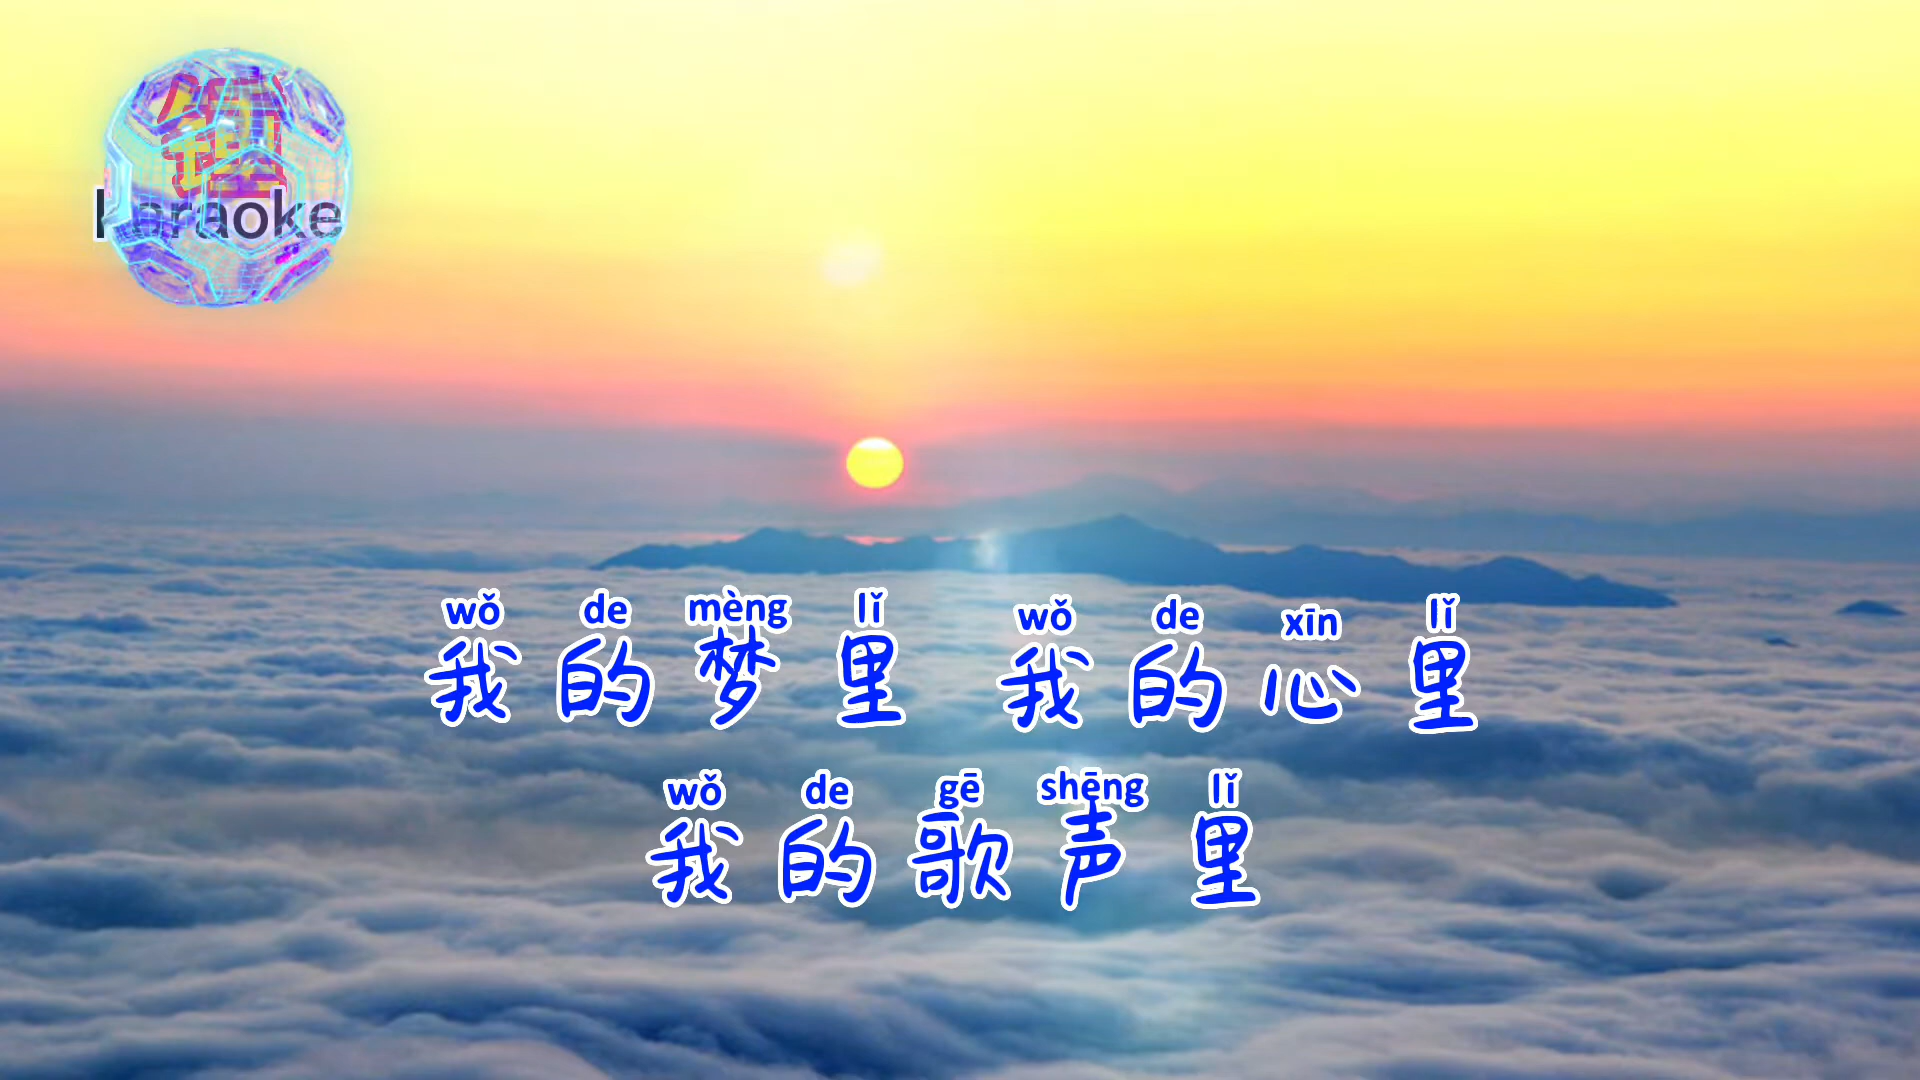 karaoke
wǒ de mèng lǐ wǒ de xīn lǐ
我的梦里 我的心里
wǒ de gē shēng lǐ
我的歌声里